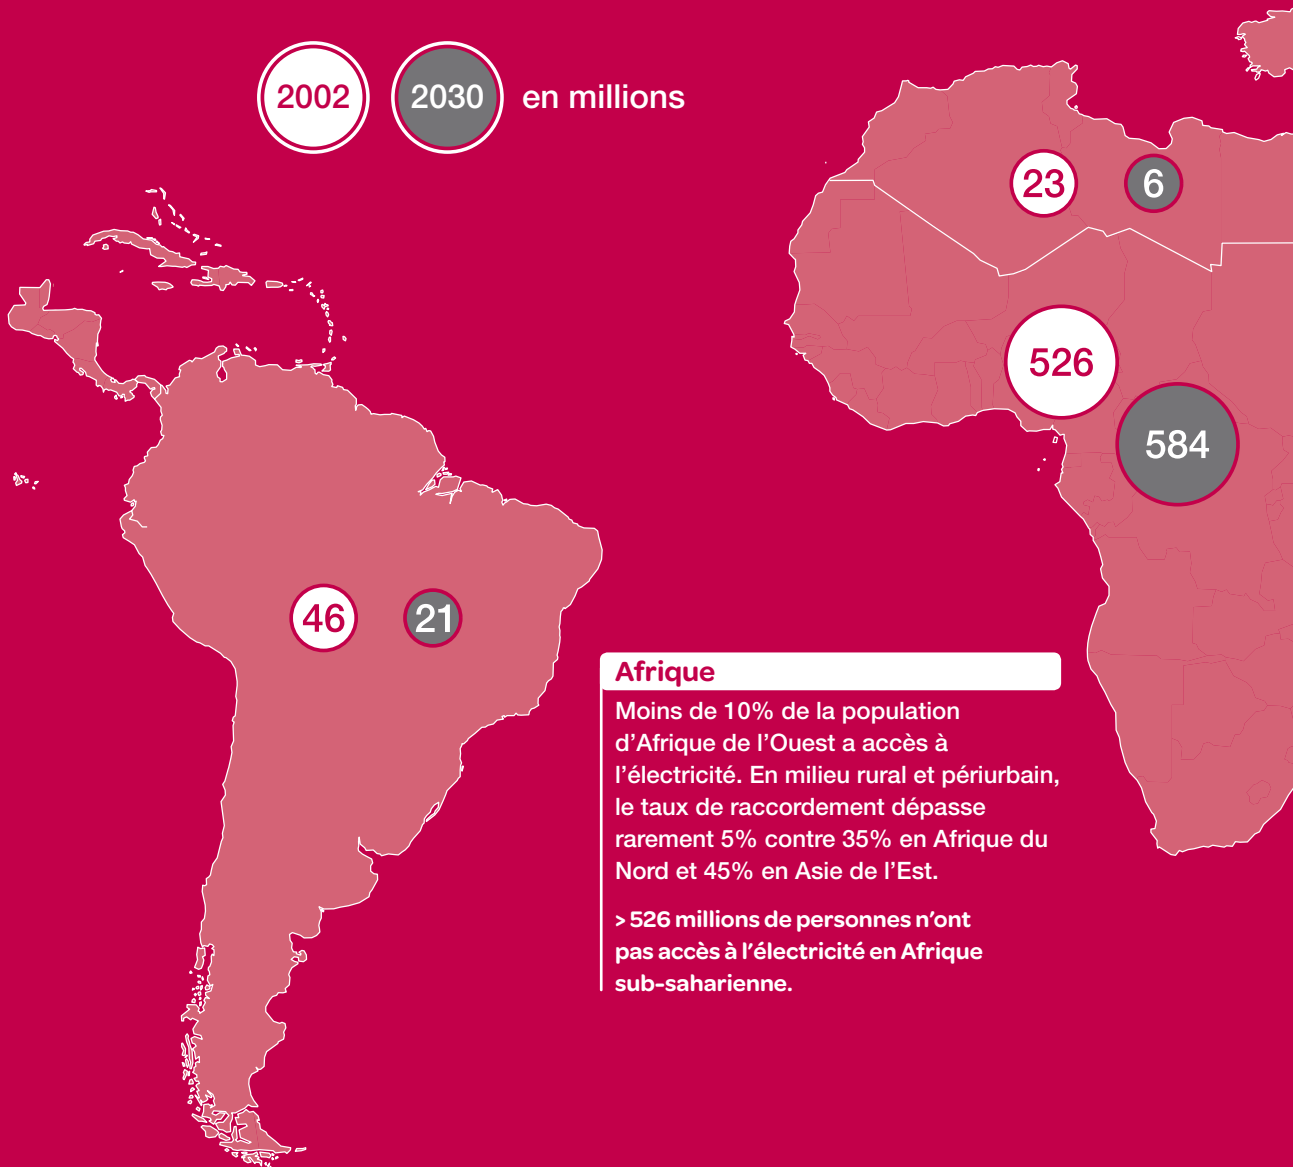 2002 2030 en millions
23 6
526
584
46 21
Afrique
Moins de 10% de la population
d’Afrique de l’Ouest a accès à
l’électricité. En milieu rural et périurbain,
le taux de raccordement dépasse
rarement 5% contre 35% en Afrique du
Nord et 45% en Asie de l’Est.
> 526 millions de personnes n’ont
pas accès à l’électricité en Afrique
sub-saharienne.